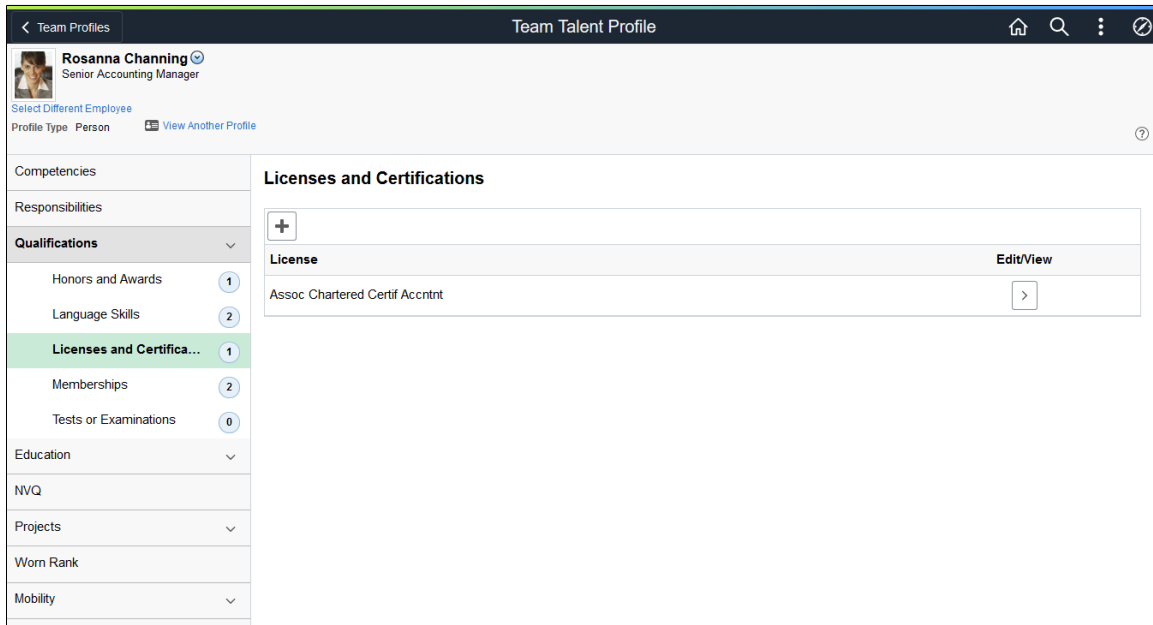 Team Profiles
Team Talent Profile
Rosanna Channing
Senior Accounting Manager
Select Different Employee
Profile Type Person
View Another Profile
Competencies
Responsibilities
Qualifications
Honors and Awards 1
Language Skills 2
Licenses and Certifica... 1
Memberships 2
Tests or Examinations 0
Education
NVQ
Projects
Worn Rank
Mobility
Licenses and Certifications
License Edit/View
Assoc Chartered Certif Accntnt